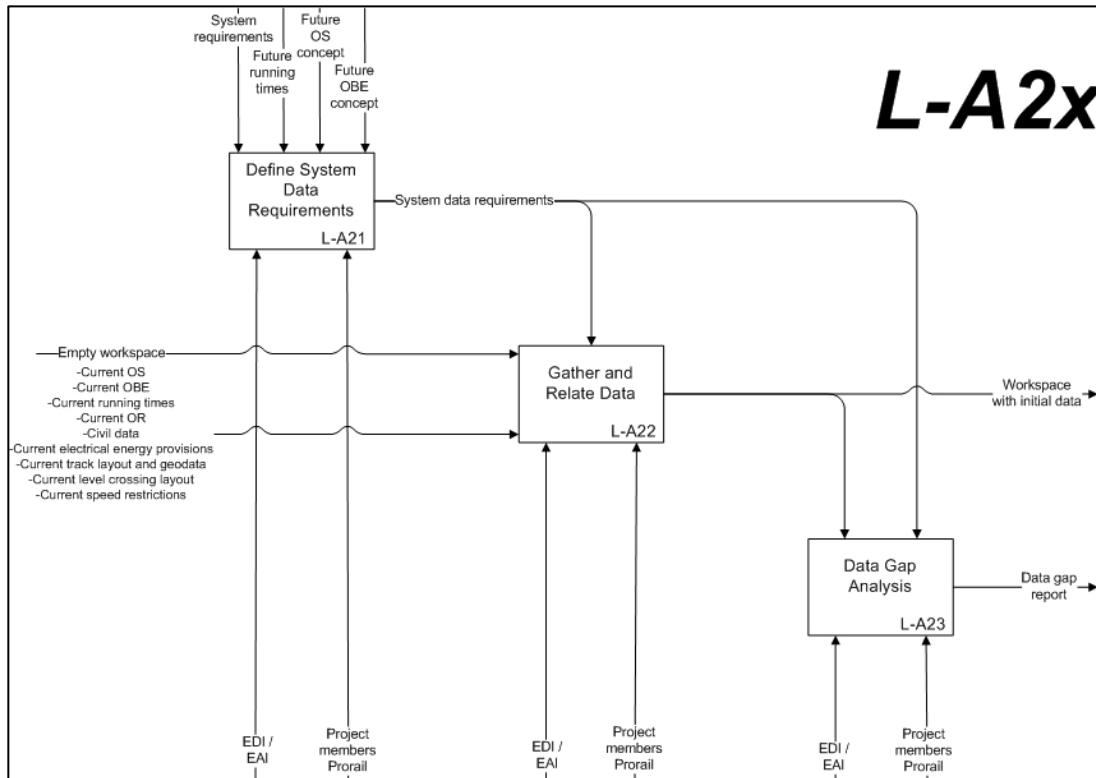 System
requirements
Future
running
times
Future
OS
concept
Future
OBE
concept
L-A2x
Define System
Data
Requirements
L-A21
System data requirements
Empty workspace
-Current OS
-Current OBE
-Current running times
-Current OR
-Civil data
-Current electrical energy provisions
-Current track layout and geodata
-Current level crossing layout
-Current speed restrictions
Gather and
Relate Data
L-A22
Workspace
with initial data
Data Gap
Analysis
L-A23
Data gap
report
EDI /
EAI
Project
members
Prorail
EDI /
EAI
Project
members
Prorail
EDI /
EAI
Project
members
Prorail